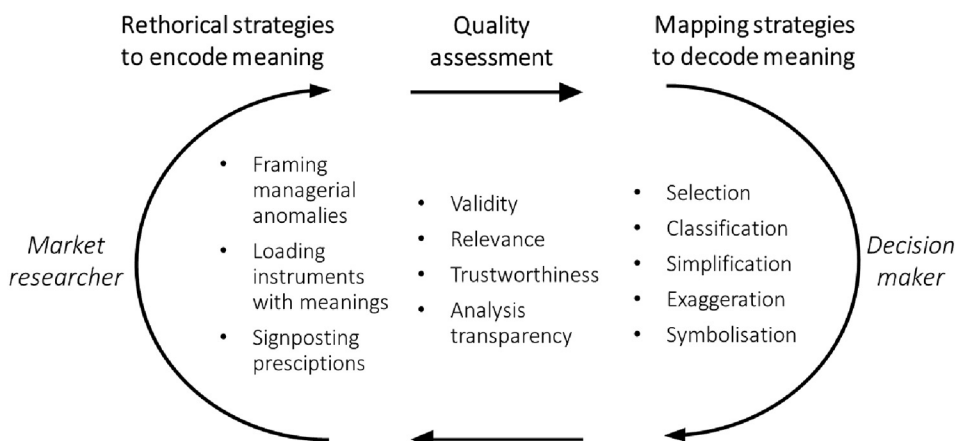 Rethorical strategies
to encode meaning
Quality
assessment
Mapping strategies
to decode meaning
Market
researcher
• Framing
managerial
anomalies
• Loading
instruments
with meanings
• Signposting
presciptions
• Validity
• Relevance
• Trustworthiness
• Analysis
transparency
• Selection
• Classification
• Simplification
• Exaggeration
• Symbolisation
Decision
maker